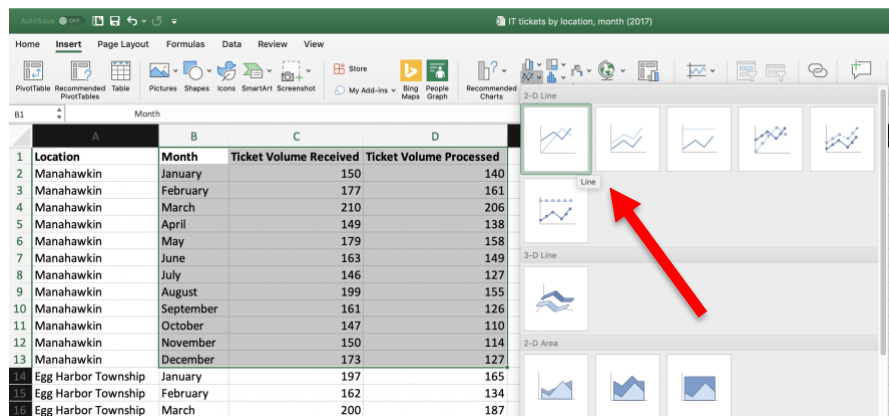 AutoSave OFF IT tickets by location, month (2017)
Home Insert Page Layout Formulas Data Review View
PivotTable Recommended PivotTables Table Pictures Shapes Icons SmartArt Screenshot Store My Add-ins Bing Maps People Graph Recommended Charts
2-D Line
B1 Month
A B C D
1 Location Month Ticket Volume Received Ticket Volume Processed
2 Manahawkin January 150 140
3 Manahawkin February 177 161
4 Manahawkin March 210 206
5 Manahawkin April 149 138
6 Manahawkin May 179 158
7 Manahawkin June 163 149
8 Manahawkin July 146 127
9 Manahawkin August 199 155
10 Manahawkin September 161 126
11 Manahawkin October 147 110
12 Manahawkin November 150 114
13 Manahawkin December 173 127
14 Egg Harbor Township January 197 165
15 Egg Harbor Township February 162 134
16 Egg Harbor Township March 200 187
Line
3-D Line
2-D Area